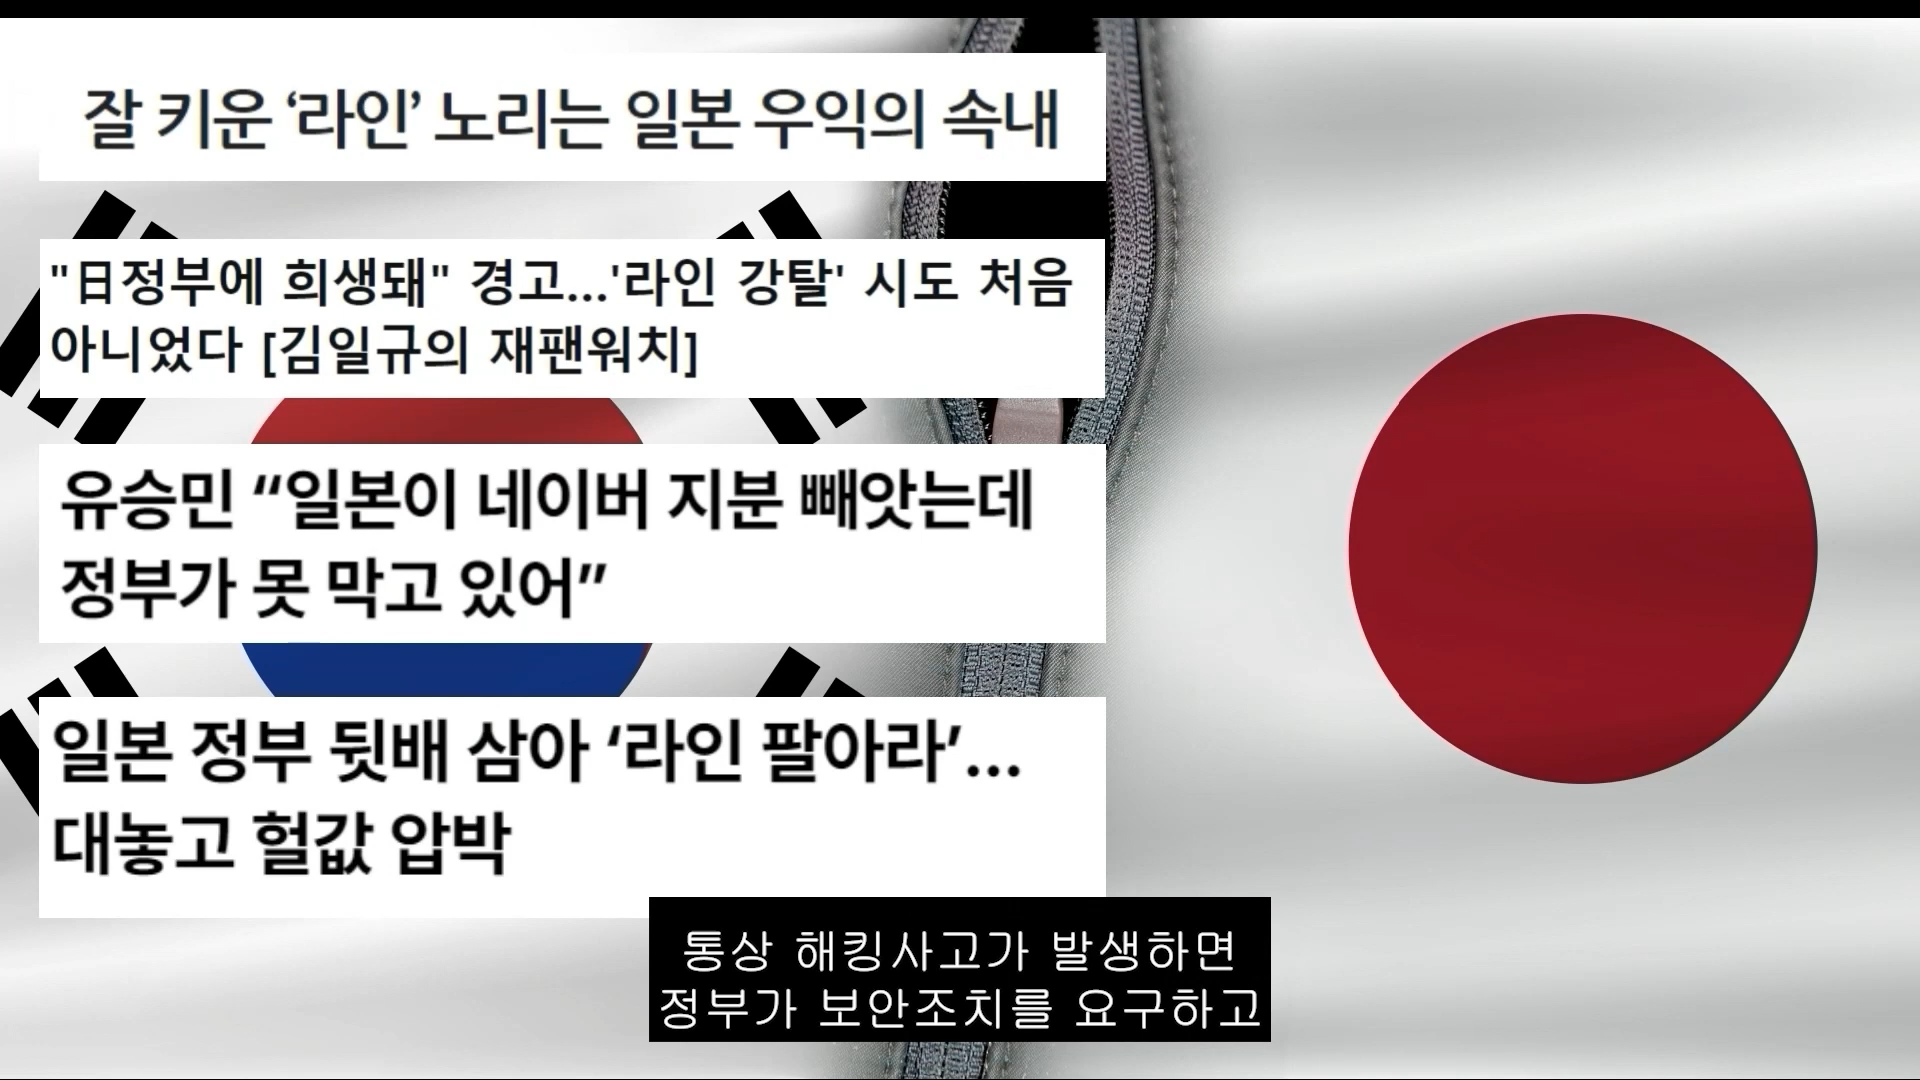 잘 키운 ‘라인’ 노리는 일본 우익의 속내
"日정부에 희생돼" 경고...'라인 강탈' 시도 처음
아니었다 [김일규의 재팬워치]
유승민 “일본이 네이버 지분 빼앗는데
정부가 못 막고 있어”
일본 정부 뒷배 삼아 ‘라인 팔아라’…
대놓고 헐값 압박
통상 해킹사고가 발생하면
정부가 보안조치를 요구하고